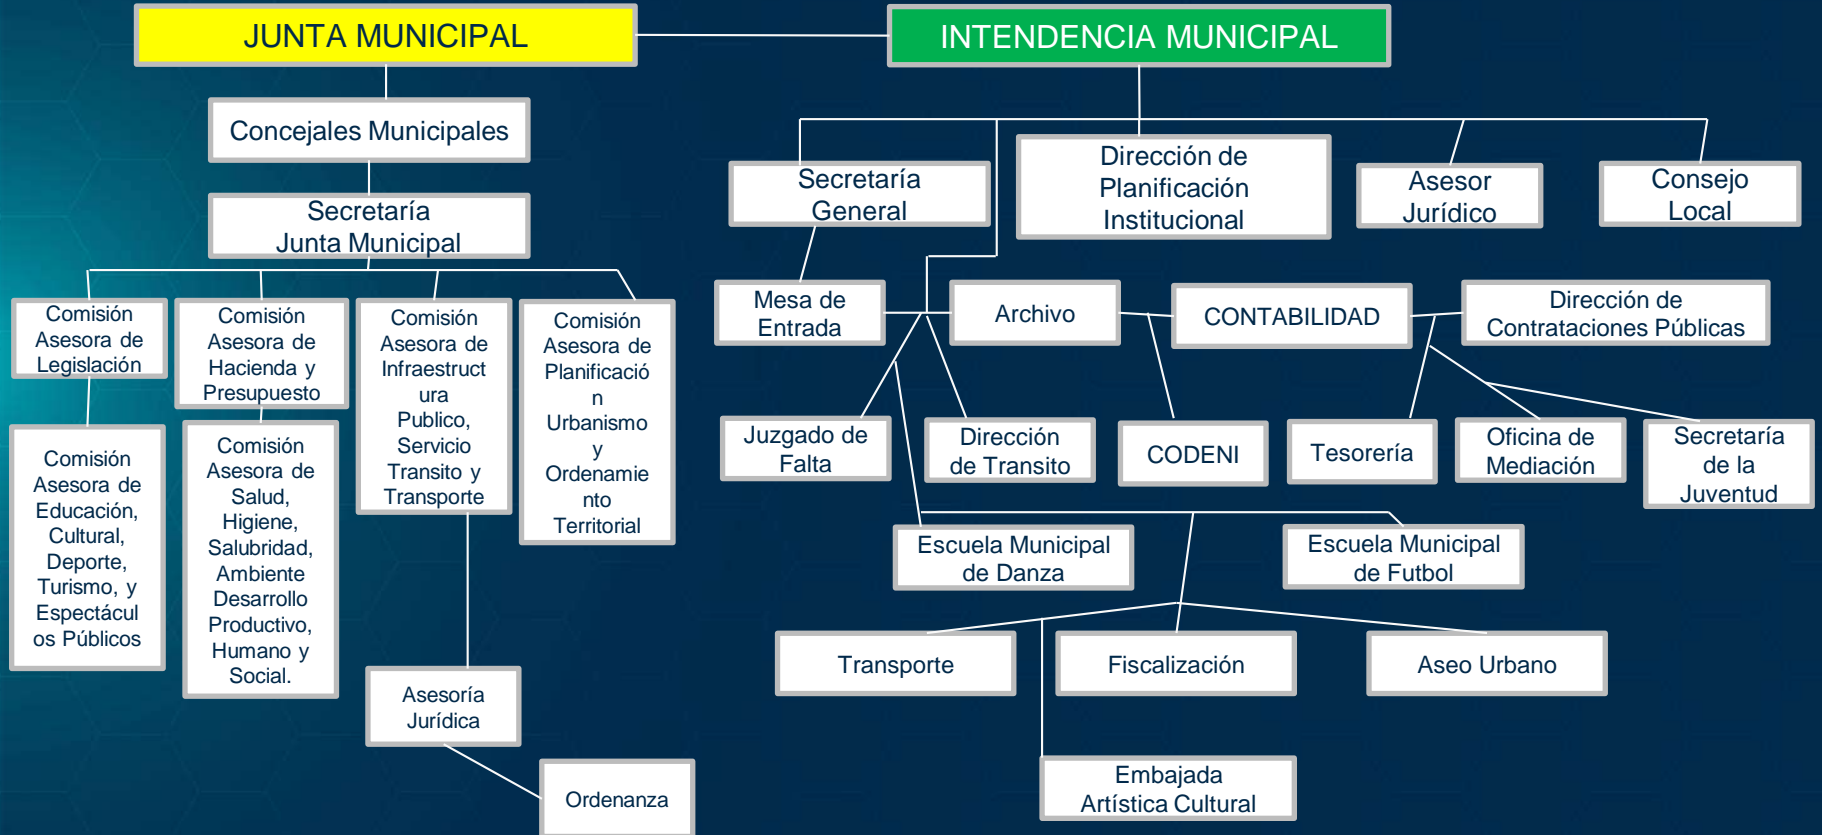 JUNTA MUNICIPAL
INTENDENCIA MUNICIPAL
Concejales Municipales
Secretaría
Junta Municipal
Comisión
Asesora de
Legislación
Comisión
Asesora de
Hacienda y
Presupuesto
Comisión
Asesora de
Infraestruct
ura
Publico,
Servicio
Transito y
Transporte
Comisión
Asesora de
Planificació
n
Urbanismo
y
Ordenamie
nto
Territorial
Comisión
Asesora de
Educación,
Cultural,
Deporte,
Turismo, y
Espectácul
os Públicos
Comisión
Asesora de
Salud,
Higiene,
Salubridad,
Ambiente
Desarrollo
Productivo,
Humano y
Social.
Asesoría
Jurídica
Ordenanza
Secretaría
General
Dirección de
Planificación
Institucional
Asesor
Jurídico
Consejo
Local
Mesa de
Entrada
Archivo
CONTABILIDAD
Dirección de
Contrataciones Públicas
Juzgado de
Falta
Dirección
de Transito
CODENI
Tesorería
Oficina de
Mediación
Secretaría
de la
Juventud
Escuela Municipal
de Danza
Escuela Municipal
de Futbol
Transporte
Fiscalización
Aseo Urbano
Embajada
Artística Cultural